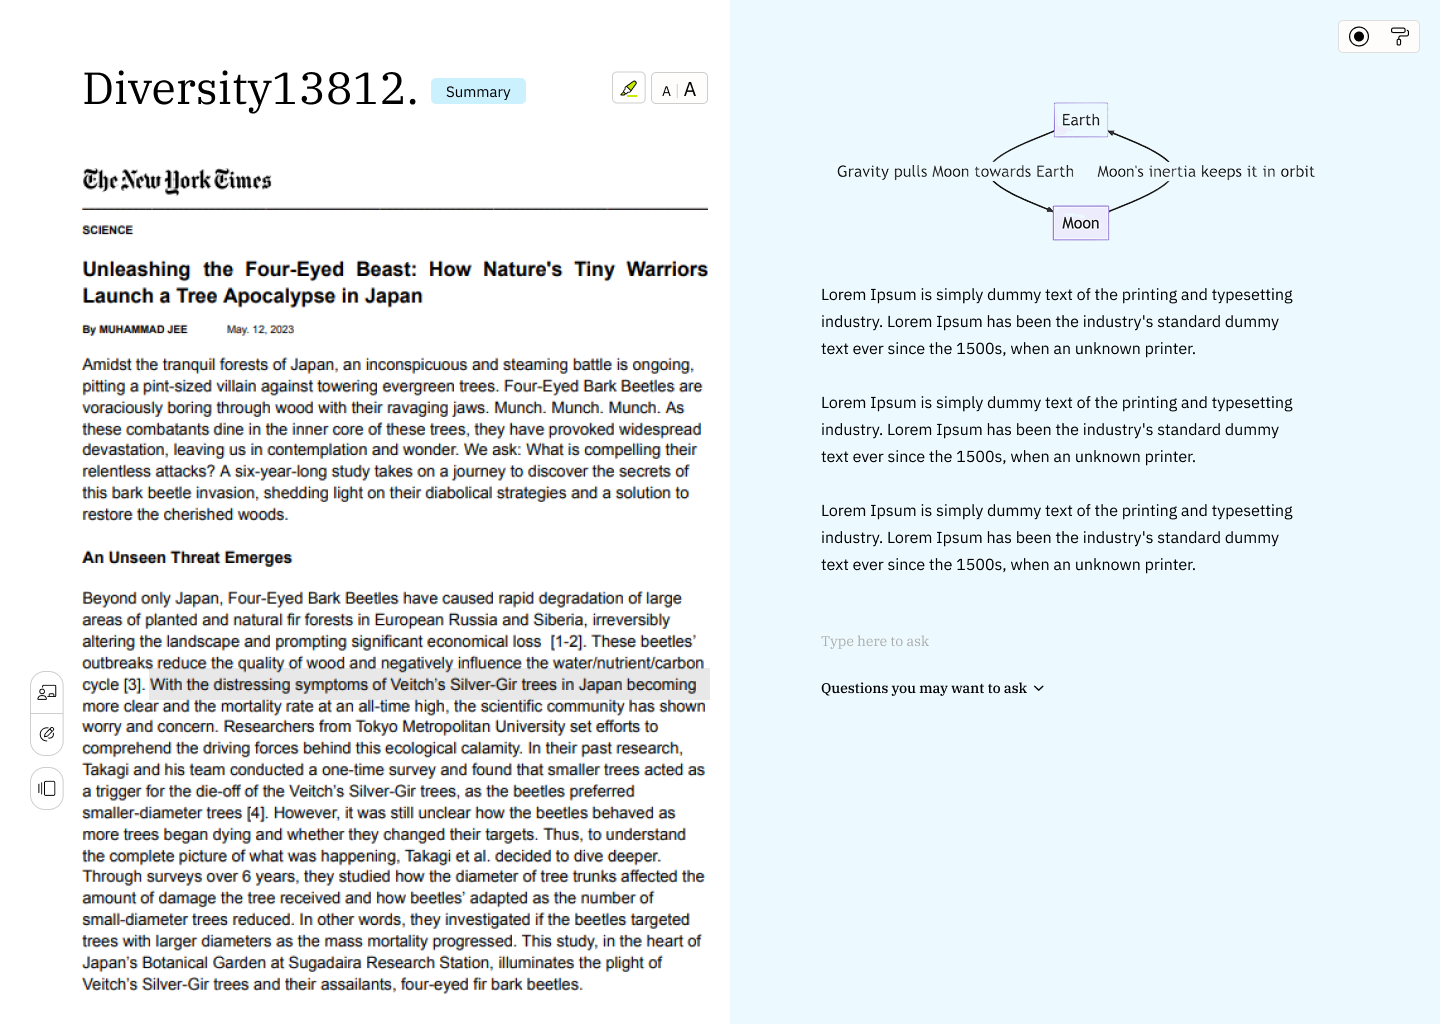 Diversity13812.
Summary
A A
The New York Times
SCIENCE
Unleashing the Four-Eyed Beast: How Nature's Tiny Warriors
Launch a Tree Apocalypse in Japan
By MUHAMMAD JEE May. 12, 2023
Amidst the tranquil forests of Japan, an inconspicuous and steaming battle is ongoing,
pitting a pint-sized villain against towering evergreen trees. Four-Eyed Bark Beetles are
voraciously boring through wood with their ravaging jaws. Munch. Munch. Munch. As
these combatants dine in the inner core of these trees, they have provoked widespread
devastation, leaving us in contemplation and wonder. We ask: What is compelling their
relentless attacks? A six-year-long study takes on a journey to discover the secrets of
this bark beetle invasion, shedding light on their diabolical strategies and a solution to
restore the cherished woods.
An Unseen Threat Emerges
Beyond only Japan, Four-Eyed Bark Beetles have caused rapid degradation of large
areas of planted and natural fir forests in European Russia and Siberia, irreversibly
altering the landscape and prompting significant economical loss [1-2]. These beetles'
outbreaks reduce the quality of wood and negatively influence the water/nutrient/carbon
cycle [3]. With the distressing symptoms of Veitch's Silver-Gir trees in Japan becoming
more clear and the mortality rate at an all-time high, the scientific community has shown
worry and concern. Researchers from Tokyo Metropolitan University set efforts to
comprehend the driving forces behind this ecological calamity. In their past research,
Takagi and his team conducted a one-time survey and found that smaller trees acted as
a trigger for the die-off of the Veitch's Silver-Gir trees, as the beetles preferred
smaller-diameter trees [4]. However, it was still unclear how the beetles behaved as
more trees began dying and whether they changed their targets. Thus, to understand
the complete picture of what was happening, Takagi et al. decided to dive deeper.
Through surveys over 6 years, they studied how the diameter of tree trunks affected the
amount of damage the tree received and how beetles' adapted as the number of
small-diameter trees reduced. In other words, they investigated if the beetles targeted
trees with larger diameters as the mass mortality progressed. This study, in the heart of
Japan's Botanical Garden at Sugadaira Research Station, illuminates the plight of
Veitch's Silver-Gir trees and their assailants, four-eyed fir bark beetles.
Earth
Gravity pulls Moon towards Earth
Moon's inertia keeps it in orbit
Moon
Lorem Ipsum is simply dummy text of the printing and typesetting
industry. Lorem Ipsum has been the industry's standard dummy
text ever since the 1500s, when an unknown printer.
Lorem Ipsum is simply dummy text of the printing and typesetting
industry. Lorem Ipsum has been the industry's standard dummy
text ever since the 1500s, when an unknown printer.
Lorem Ipsum is simply dummy text of the printing and typesetting
industry. Lorem Ipsum has been the industry's standard dummy
text ever since the 1500s, when an unknown printer.
Type here to ask
Questions you may want to ask